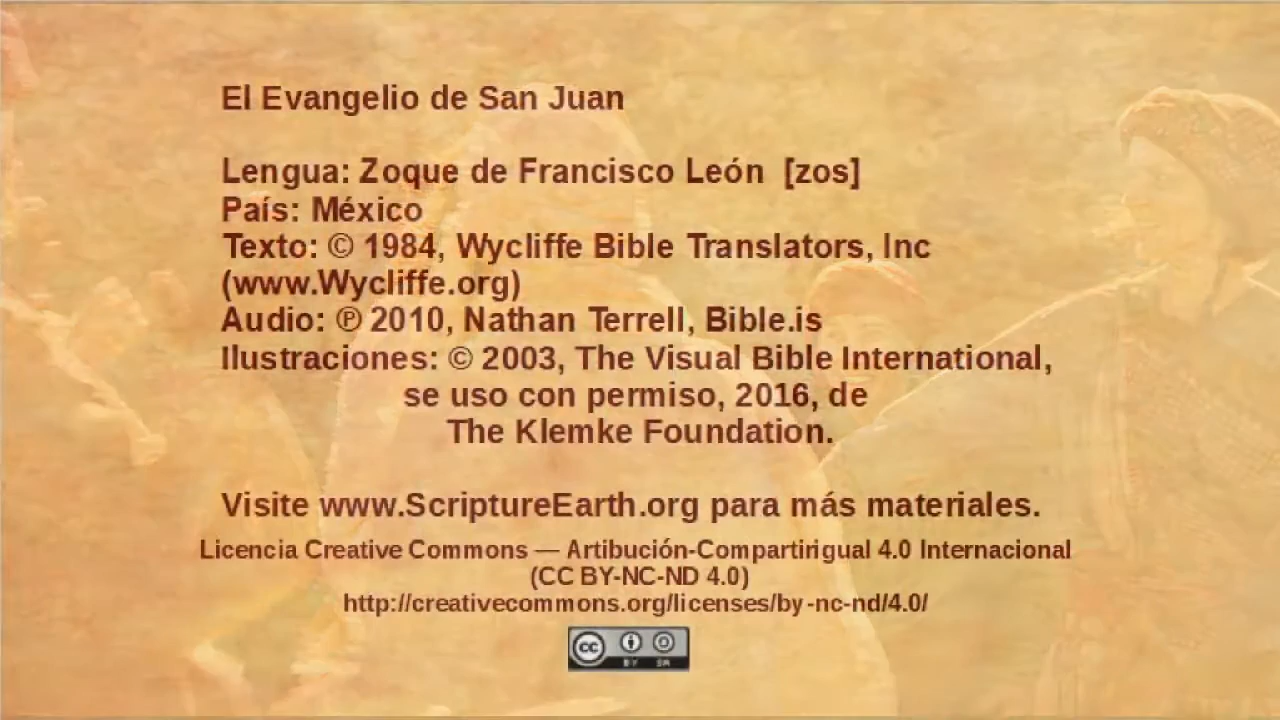 El Evangelio de San Juan
Lengua: Zoque de Francisco León [zos]
País: México
Texto: © 1984, Wycliffe Bible Translators, Inc
(www.Wycliffe.org)
Audio: ℗ 2010, Nathan Terrell, Bible.is
Ilustraciones: © 2003, The Visual Bible International,
se uso con permiso, 2016, de
The Klemke Foundation.
Visite www.ScriptureEarth.org para más materiales.
Licencia Creative Commons — Artibución-Compartirigual 4.0 Internacional
(CC BY-NC-ND 4.0)
http://creativecommons.org/licenses/by-nc-nd/4.0/
cc BY SA